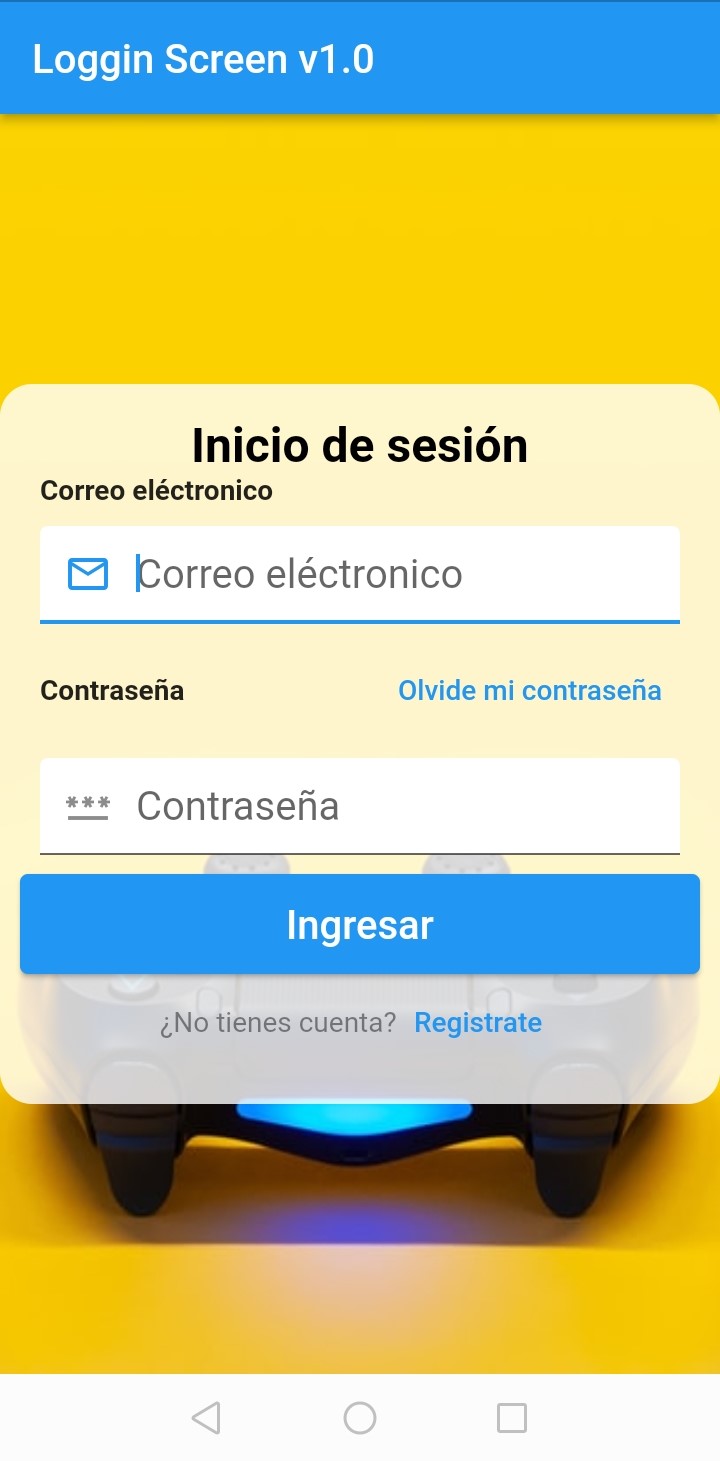 Loggin Screen v1.0
Inicio de sesión
Correo eléctronico
Correo eléctronico
Contraseña Olvide mi contraseña
*** Contraseña
Ingresar
¿No tienes cuenta? Registrate